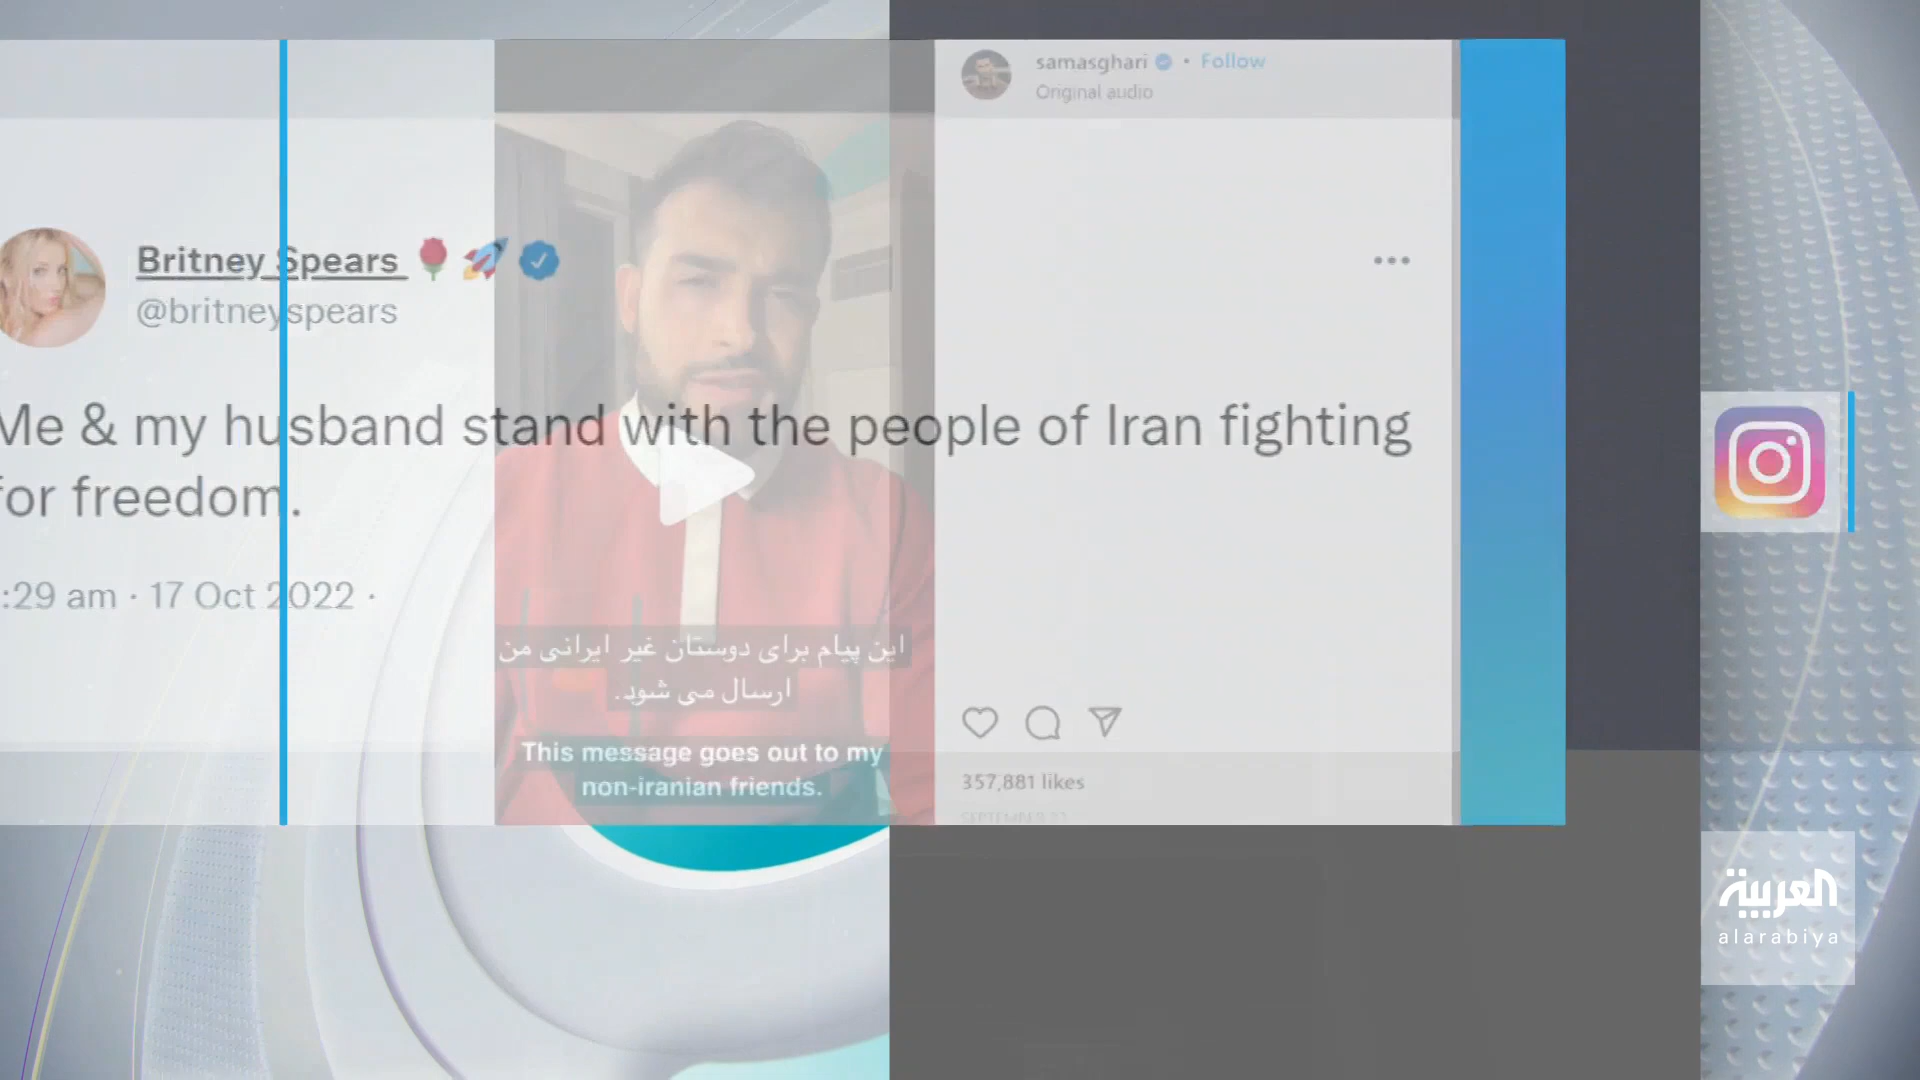 samasghari • Follow
Original audio
Britney Spears
@britneyspears
Me & my husband stand with the people of Iran fighting
for freedom.
:29 am · 17 Oct 2022 ·
این پیام برای دوستان غیر ایرانی من
ارسال می شود.
This message goes out to my
non-iranian friends.
357,881 likes
SEPTEMBER
العربية
alarabiya